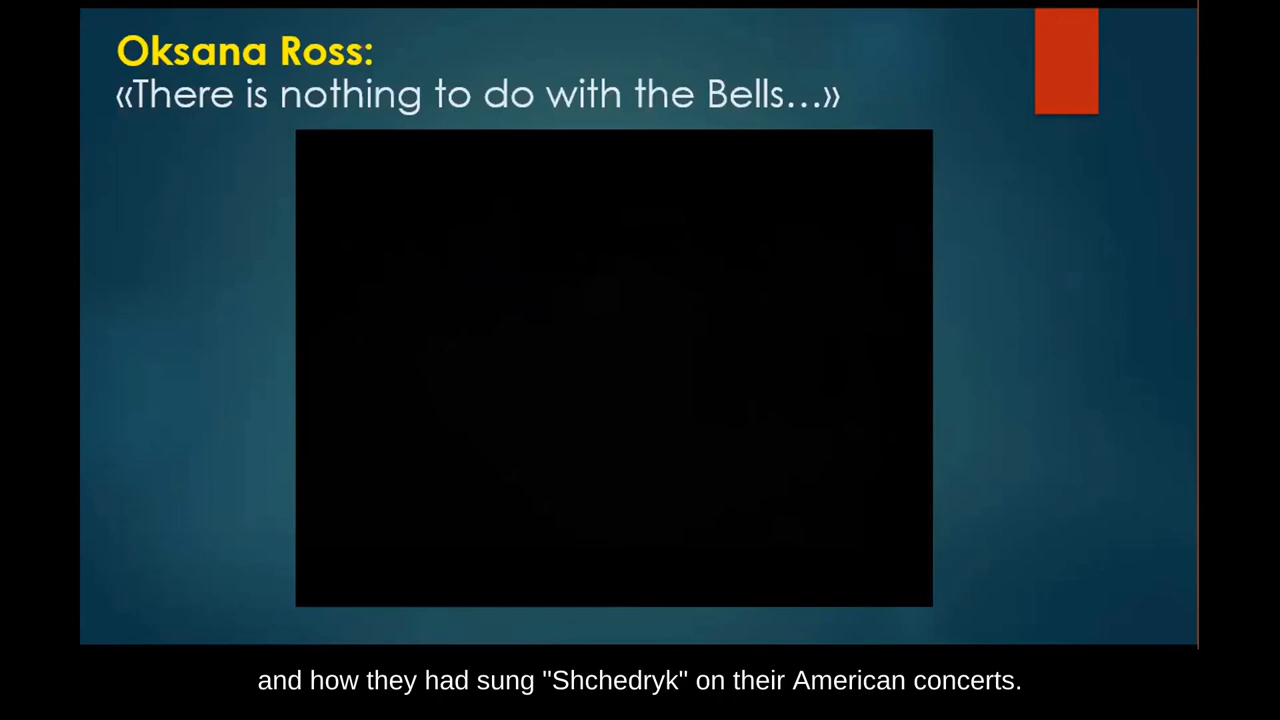 Oksana Ross:
«There is nothing to do with the Bells...»
and how they had sung "Shchedryk" on their American concerts.